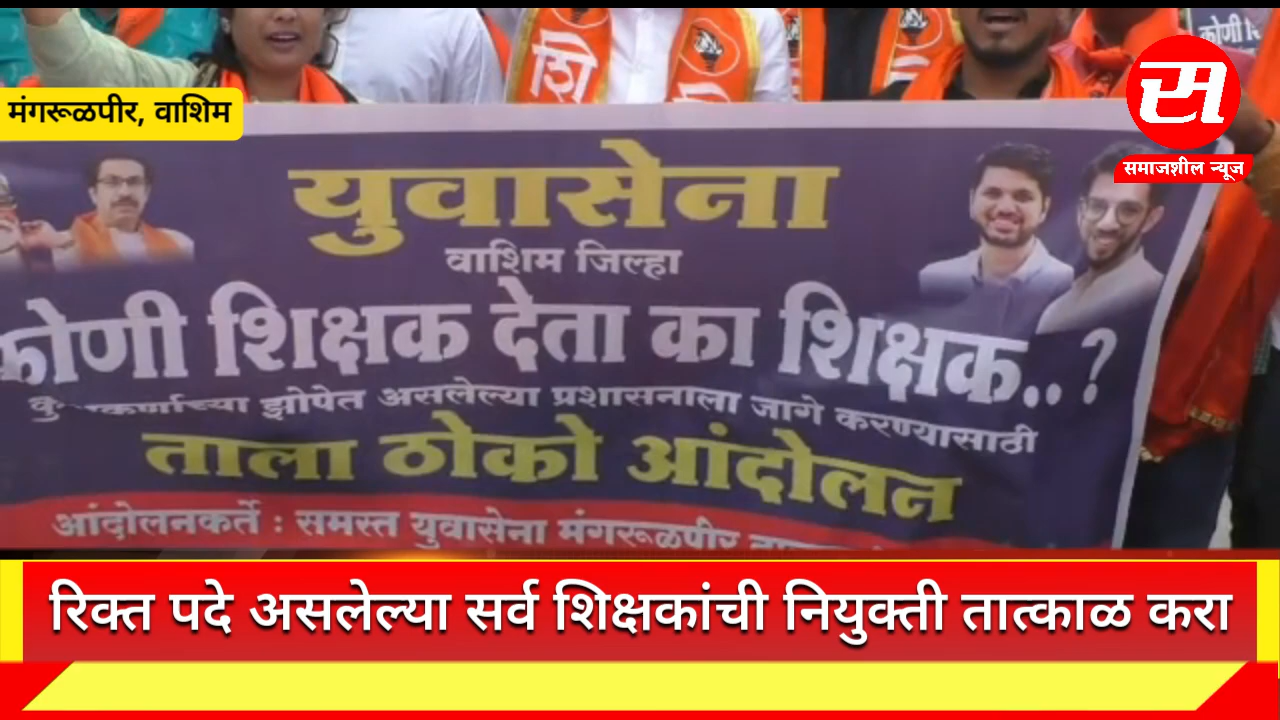 शि
कोणी
मंगरूळपीर, वाशिम
स
समाजशील न्यूज
युवासेना
वाशिम जिल्हा
कोणी शिक्षक देता का शिक्षक..?
झोपेत असलेल्या प्रशासनाला जागे करण्यासाठी
ताला ठोको आंदोलन
आंदोलनकर्ते : समस्त युवासेना मंगरूळपीर
रिक्त पदे असलेल्या सर्व शिक्षकांची नियुक्ती तात्काळ करा